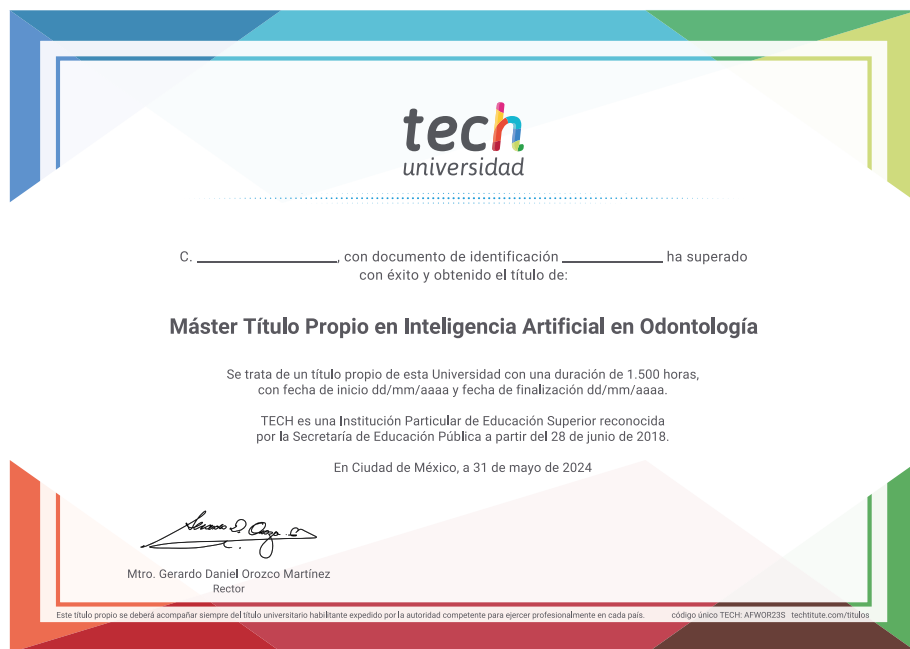 tech
universidad
C. ________________, con documento de identificación ____________ ha superado
con éxito y obtenido el título de:
Máster Título Propio en Inteligencia Artificial en Odontología
Se trata de un título propio de esta Universidad con una duración de 1.500 horas,
con fecha de inicio dd/mm/aaaa y fecha de finalización dd/mm/aaaa.
TECH es una Institución Particular de Educación Superior reconocida
por la Secretaría de Educación Pública a partir del 28 de junio de 2018.
En Ciudad de México, a 31 de mayo de 2024
Mtro. Gerardo Daniel Orozco Martínez
Rector
Este título propio se deberá acompañar siempre del título universitario habilitante expedido por la autoridad competente para ejercer profesionalmente en cada país. código único TECH: AFWOR23S techtitute.com/titulos